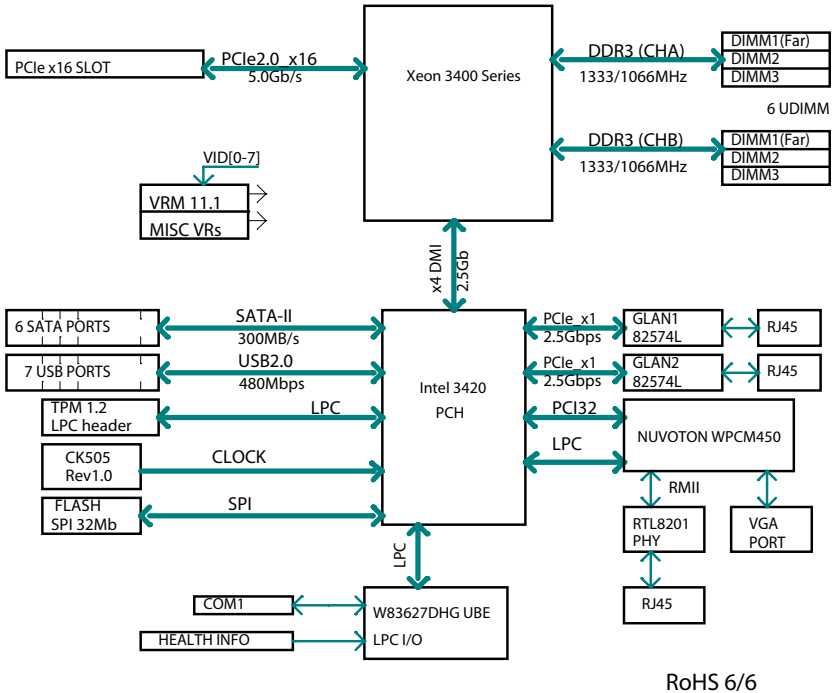 PCIe x16 SLOT
PCIe2.0_x16
5.0Gb/s
Xeon 3400 Series
DDR3 (CHA)
1333/1066MHz
DIMM1(Far)
DIMM2
DIMM3
6 UDIMM
DDR3 (CHB)
1333/1066MHz
DIMM1(Far)
DIMM2
DIMM3
VID[0-7]
VRM 11.1
MISC VRs
x4 DMI
2.5Gb
6 SATA PORTS
SATA-II
300MB/s
7 USB PORTS
USB2.0
480Mbps
TPM 1.2
LPC header
LPC
CK505
Rev1.0
CLOCK
FLASH
SPI 32Mb
SPI
Intel 3420
PCH
PCIe_x1
2.5Gbps
GLAN1
82574L
RJ45
PCIe_x1
2.5Gbps
GLAN2
82574L
RJ45
PCI32
LPC
NUVOTON WPCM450
RMII
RTL8201
PHY
VGA
PORT
RJ45
LPC
COM1
HEALTH INFO
W83627DHG UBE
LPC I/O
RoHS 6/6